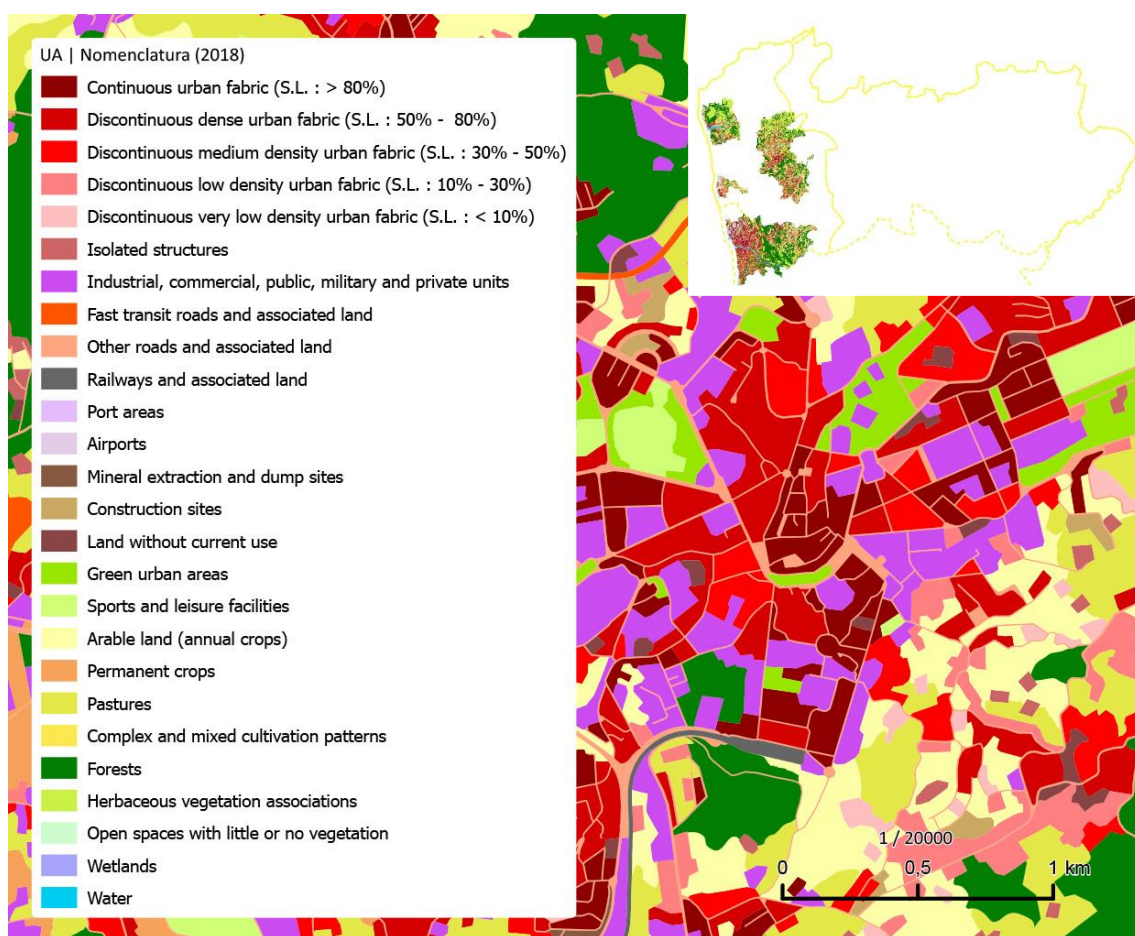 UA | Nomenclatura (2018)
Continuous urban fabric (S.L. : > 80%)
Discontinuous dense urban fabric (S.L. : 50% - 80%)
Discontinuous medium density urban fabric (S.L. : 30% - 50%)
Discontinuous low density urban fabric (S.L. : 10% - 30%)
Discontinuous very low density urban fabric (S.L. : < 10%)
Isolated structures
Industrial, commercial, public, military and private units
Fast transit roads and associated land
Other roads and associated land
Railways and associated land
Port areas
Airports
Mineral extraction and dump sites
Construction sites
Land without current use
Green urban areas
Sports and leisure facilities
Arable land (annual crops)
Permanent crops
Pastures
Complex and mixed cultivation patterns
Forests
Herbaceous vegetation associations
Open spaces with little or no vegetation
Wetlands
Water
1 / 20000
0 0,5 1 km